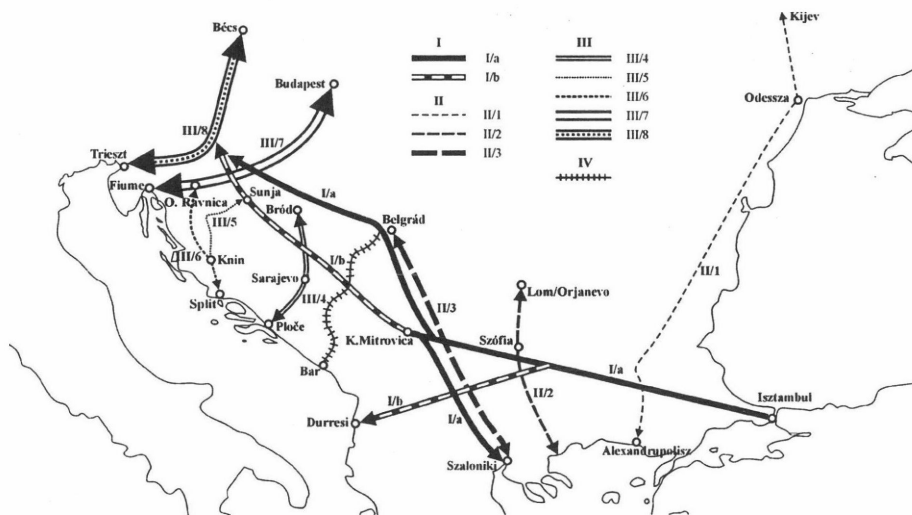 Kijev
Bécs
I
III
I/a
III/4
Budapest
I/b
III/5
II
III/6
Odessza
II/1
III/7
III/8
II/2
III/8
III/7
II/3
Trieszt
IV
Fiume
O. Ravnica
I/a
Sunja
Bród
Belgrád
III/5
I/b
III/6
Knin
II/1
Sarajevo
Lom/Orjanevo
II/3
Split
III/4
Ploče
K.Mitrovica
Szófia
Bar
I/a
II/2
I/b
Isztambul
I/a
Durresi
Alexandrupolisz
Szaloniki